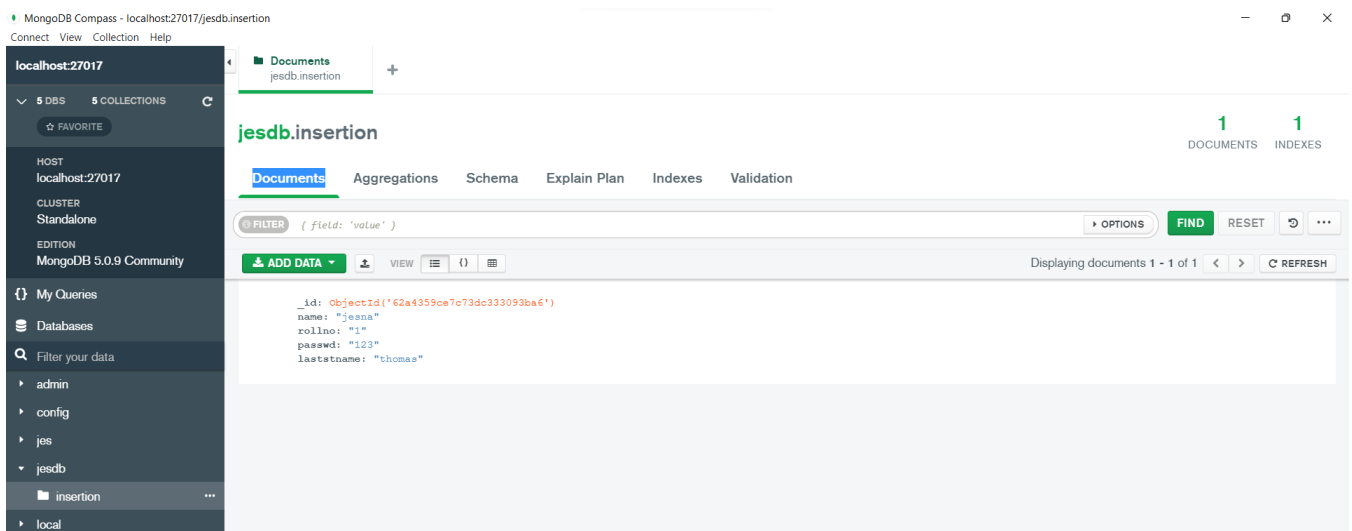 MongoDB Compass - localhost:27017/jesdb.insertion
Connect View Collection Help
localhost:27017
5 DBS 5 COLLECTIONS
FAVORITE
HOST
localhost:27017
CLUSTER
Standalone
EDITION
MongoDB 5.0.9 Community
{} My Queries
Databases
Filter your data
admin
config
jes
jesdb
insertion
local
Documents
jesdb.insertion
jesdb.insertion
1 DOCUMENTS
1 INDEXES
Documents Aggregations Schema Explain Plan Indexes Validation
FILTER { field: 'value' } OPTIONS FIND RESET
ADD DATA VIEW {} Displaying documents 1 - 1 of 1 REFRESH
_id: ObjectId('62a4359ce7c73dc333093ba6')
name: "jesna"
rollno: "1"
passwd: "123"
laststname: "thomas"